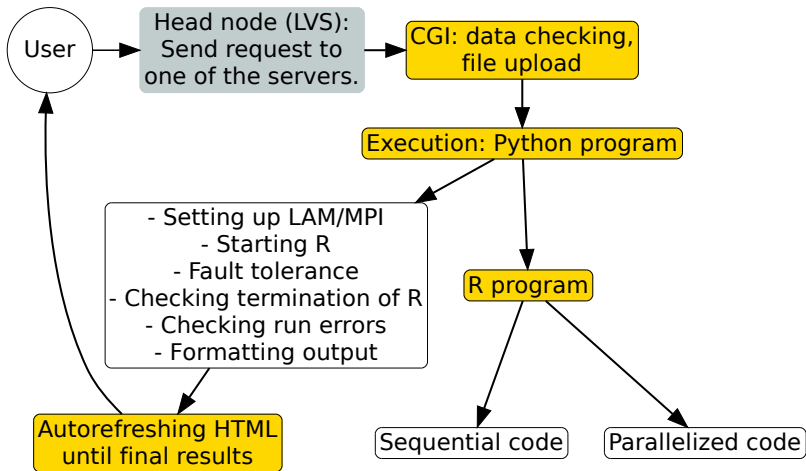 User
Head node (LVS):
Send request to
one of the servers.
CGI: data checking,
file upload
Execution: Python program
- Setting up LAM/MPI
- Starting R
- Fault tolerance
- Checking termination of R
- Checking run errors
- Formatting output
R program
Autorefreshing HTML
until final results
Sequential code
Parallelized code